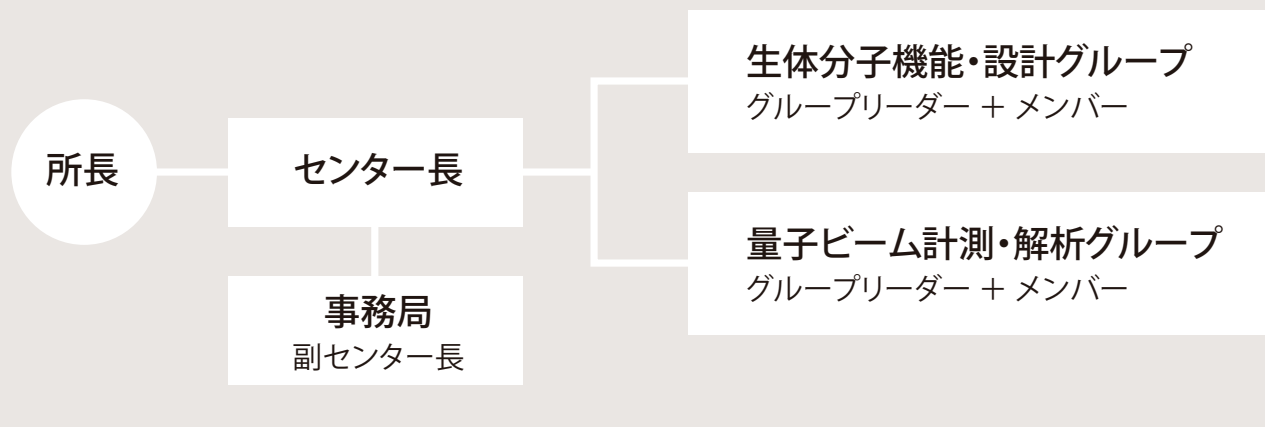 所長
センター長
事務局
副センター長
生体分子機能・設計グループ
グループリーダー ＋ メンバー
量子ビーム計測・解析グループ
グループリーダー ＋ メンバー